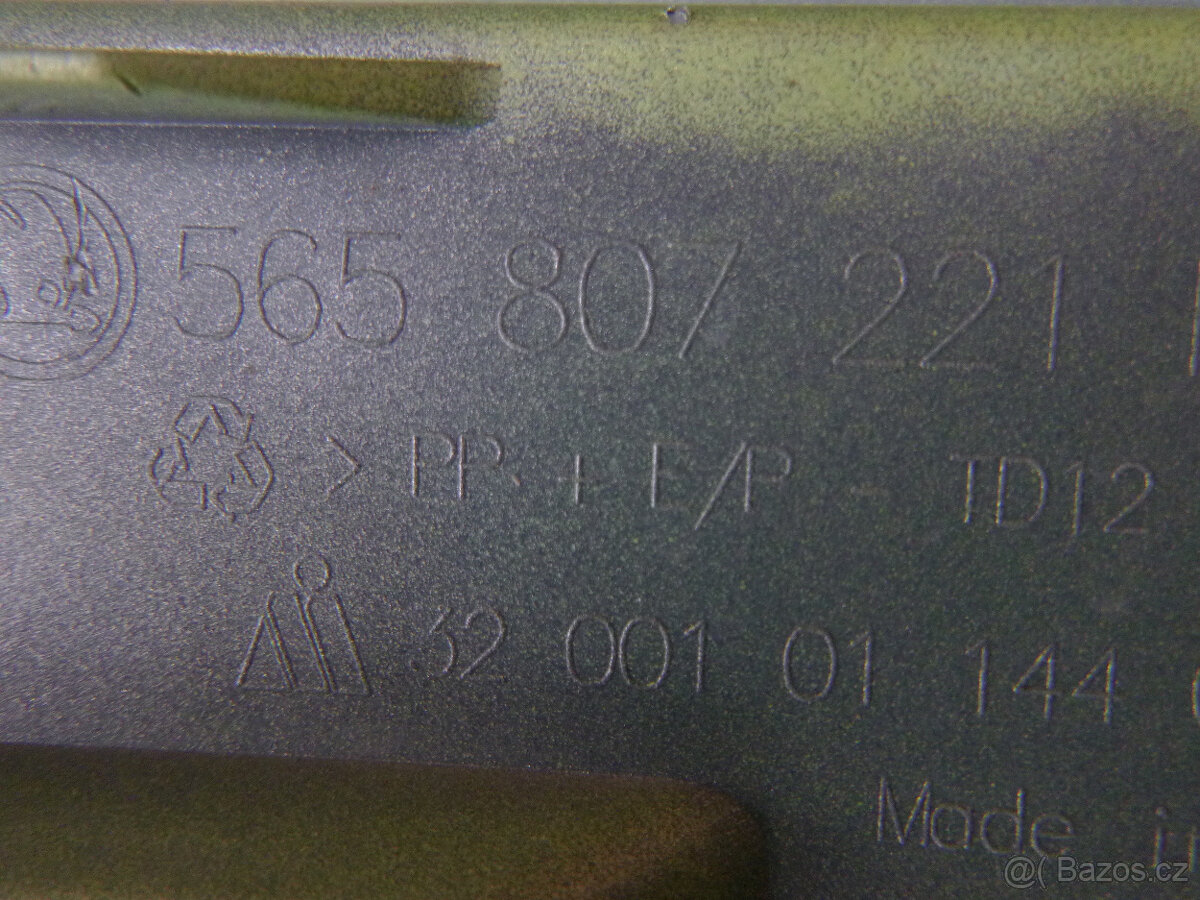 565 807 221
> PP + E/P - TD12
32 001 01 144
Made
@( Bazos.cz